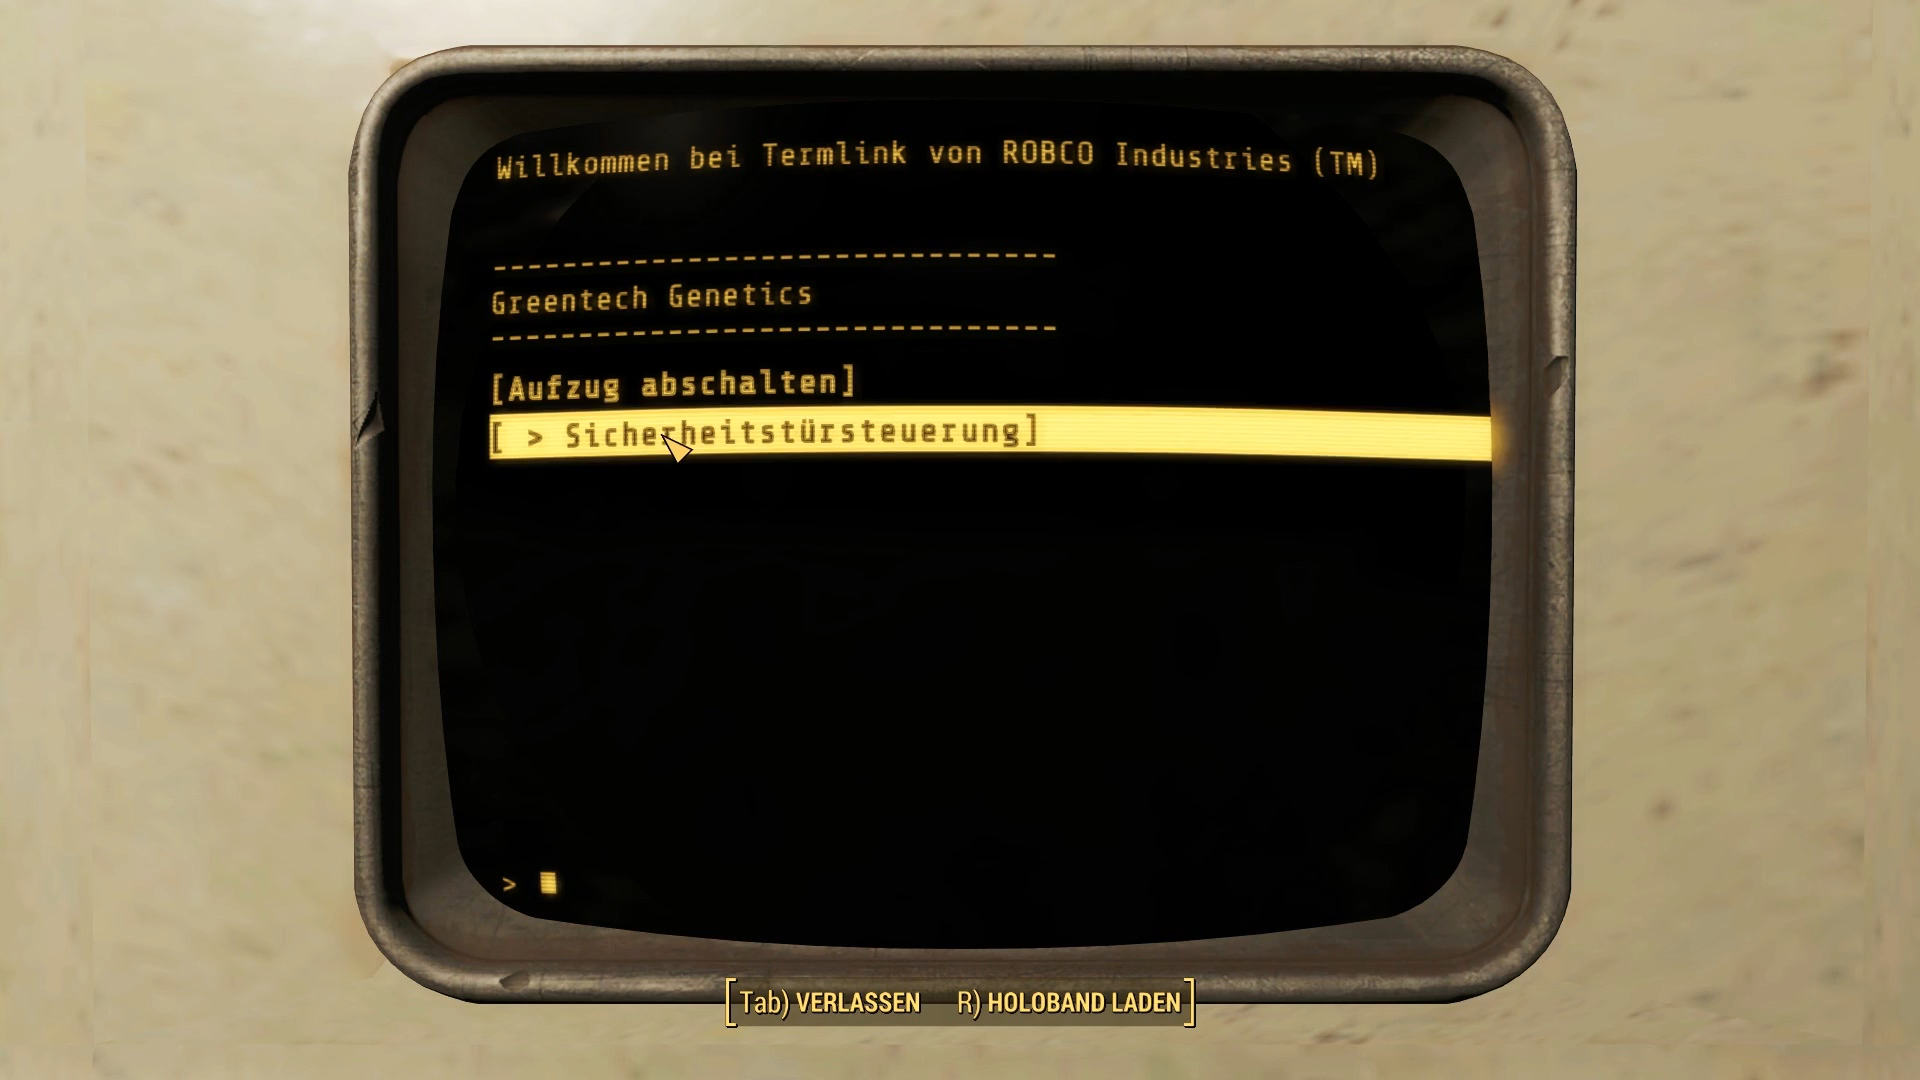 Willkommen bei Termlink von ROBCO Industries (TM)
-------------------------------
Greentech Genetics
-------------------------------
[Aufzug abschalten]
[ > Sicherheitstürsteuerung]
>
[Tab) VERLASSEN R) HOLOBAND LADEN]